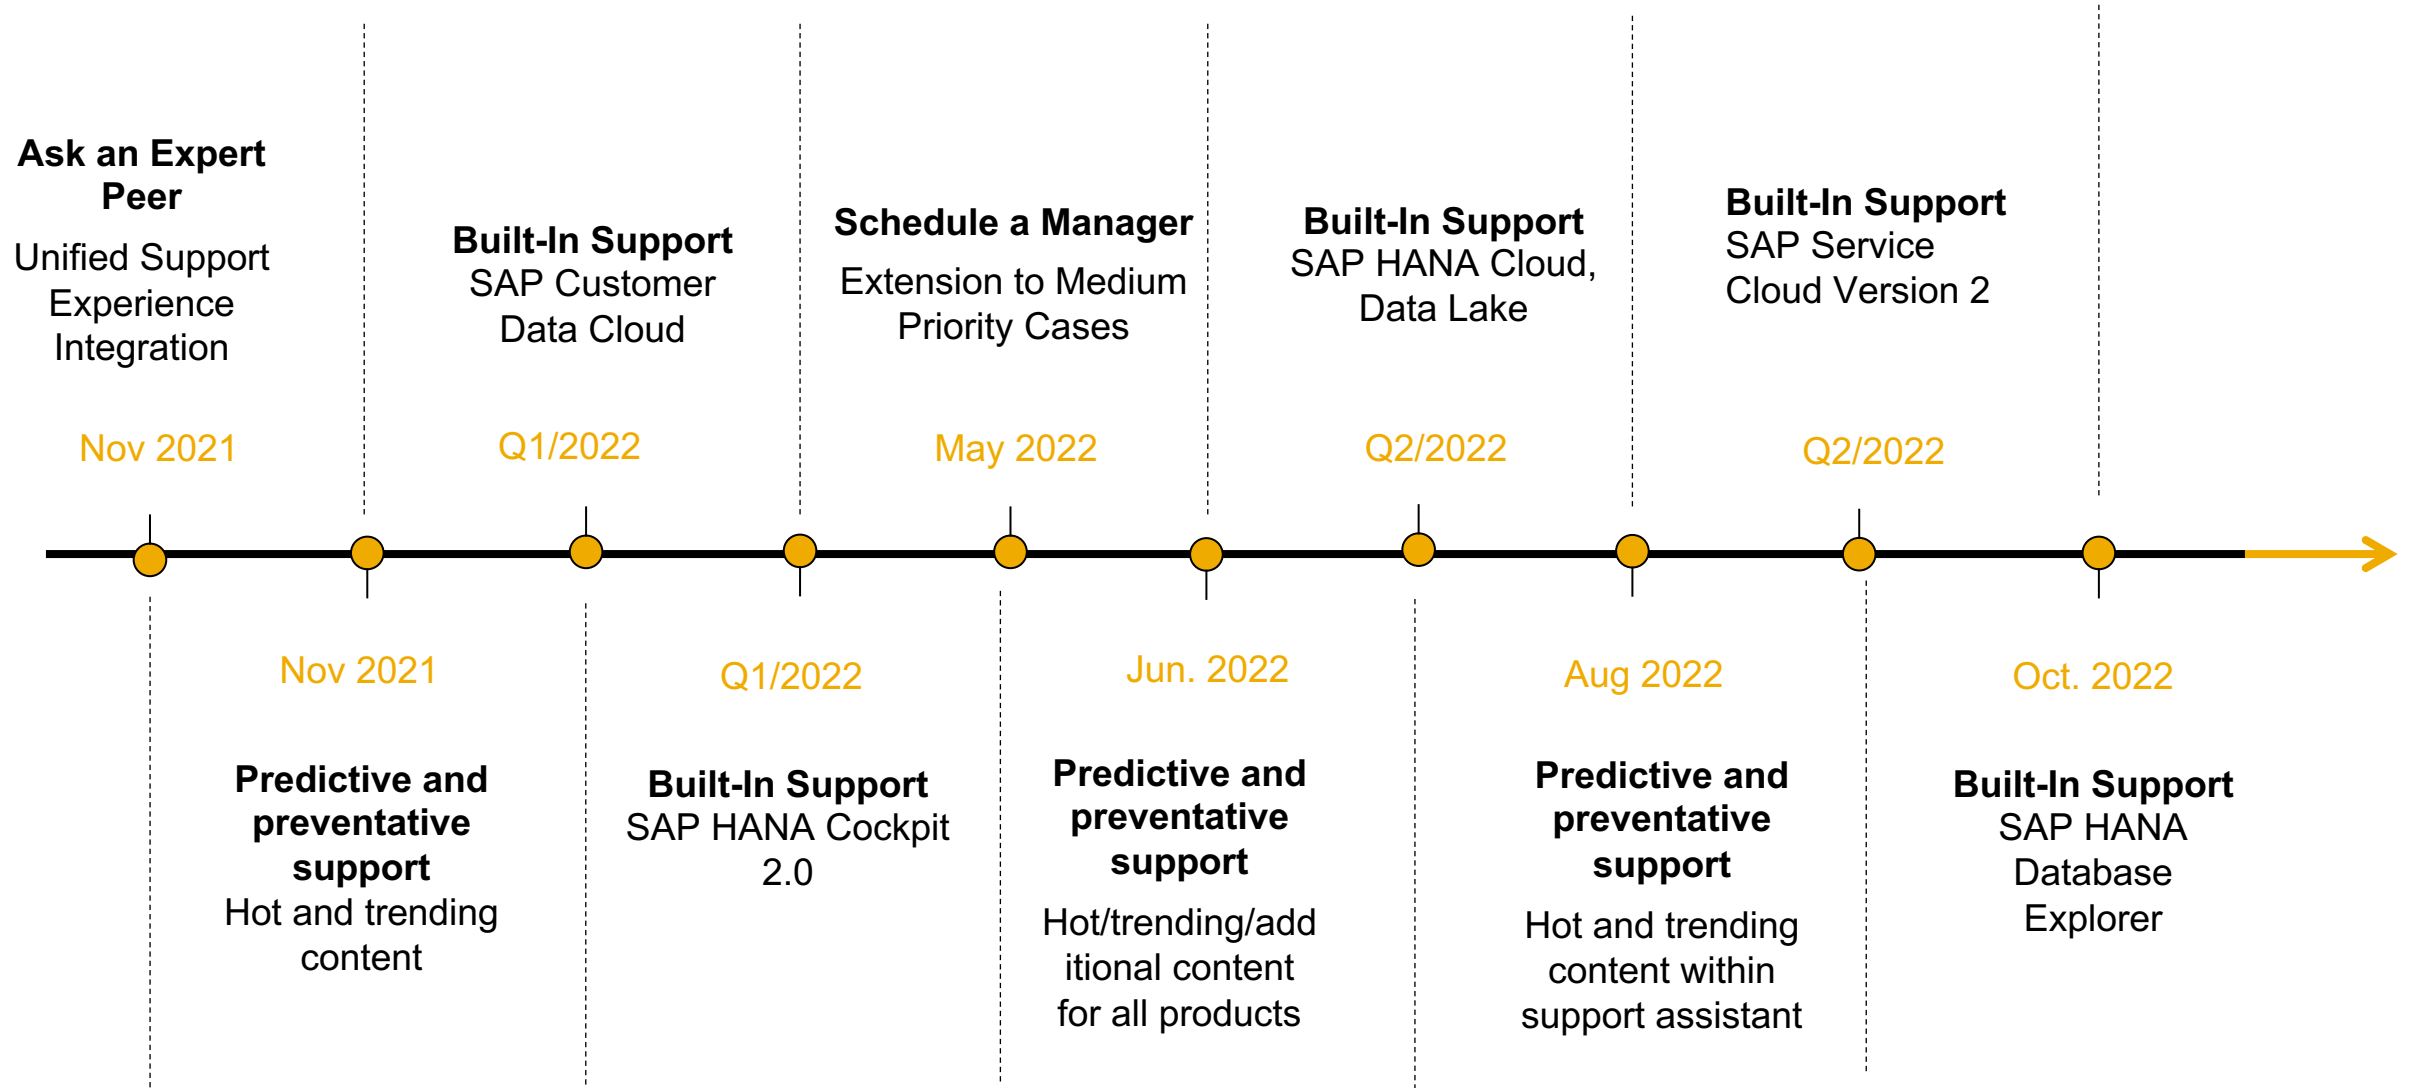 Ask an Expert
Peer
Unified Support
Experience
Integration
Nov 2021
Built-In Support
SAP Customer
Data Cloud
Q1/2022
Schedule a Manager
Extension to Medium
Priority Cases
May 2022
Built-In Support
SAP HANA Cloud,
Data Lake
Q2/2022
Built-In Support
SAP Service
Cloud Version 2
Q2/2022
Nov 2021
Predictive and
preventative
support
Hot and trending
content
Q1/2022
Built-In Support
SAP HANA Cockpit
2.0
Jun. 2022
Predictive and
preventative
support
Hot/trending/add
itional content
for all products
Aug 2022
Predictive and
preventative
support
Hot and trending
content within
support assistant
Oct. 2022
Built-In Support
SAP HANA
Database
Explorer